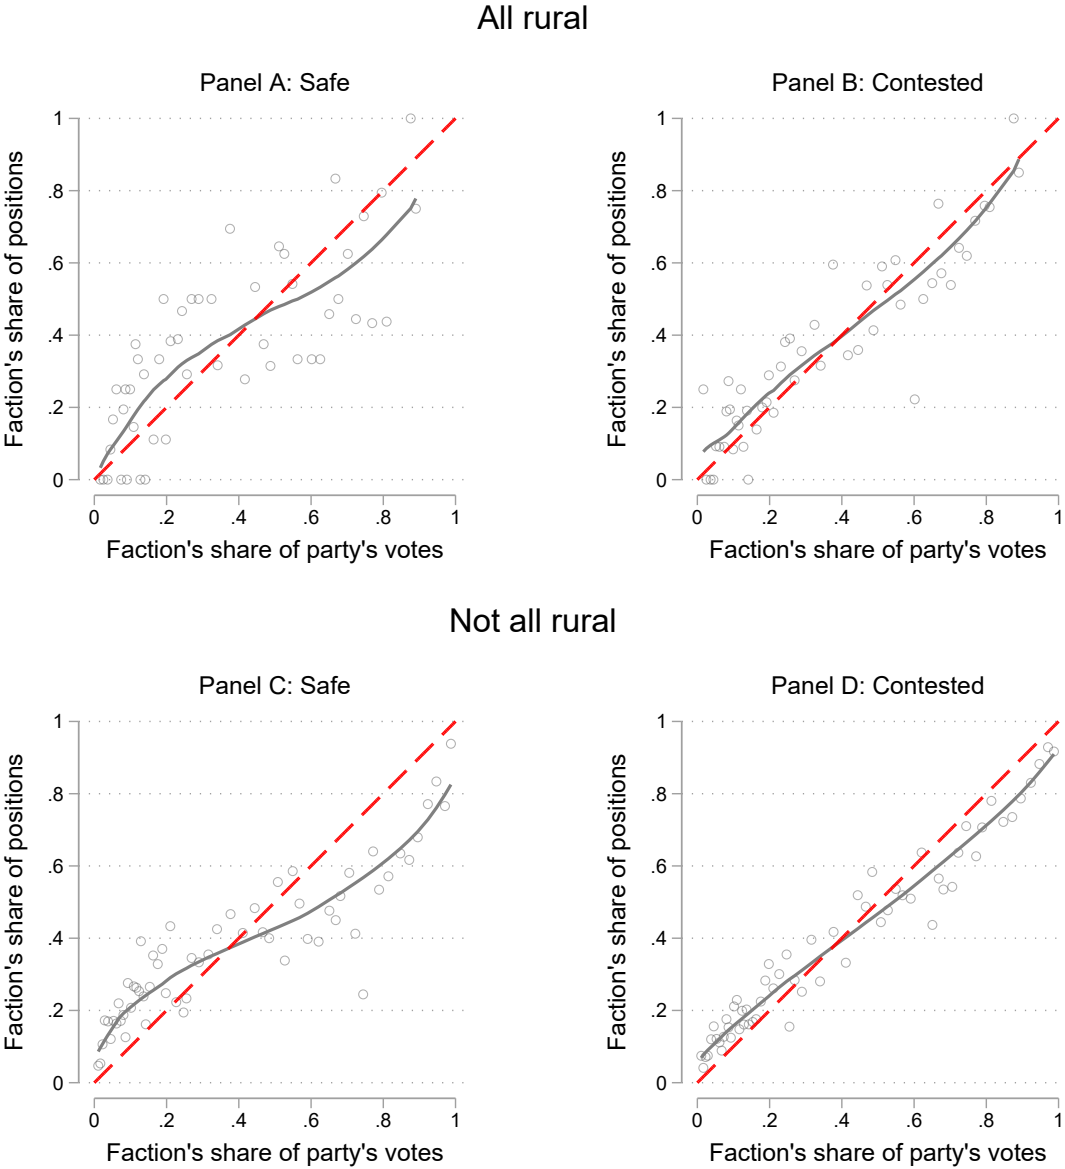 All rural
Panel A: Safe
Panel B: Contested
Faction's share of positions
1
.8
.6
.4
.2
0
0 .2 .4 .6 .8 1
Faction's share of party's votes
Faction's share of positions
1
.8
.6
.4
.2
0
0 .2 .4 .6 .8 1
Faction's share of party's votes
Not all rural
Panel C: Safe
Panel D: Contested
Faction's share of positions
1
.8
.6
.4
.2
0
0 .2 .4 .6 .8 1
Faction's share of party's votes
Faction's share of positions
1
.8
.6
.4
.2
0
0 .2 .4 .6 .8 1
Faction's share of party's votes